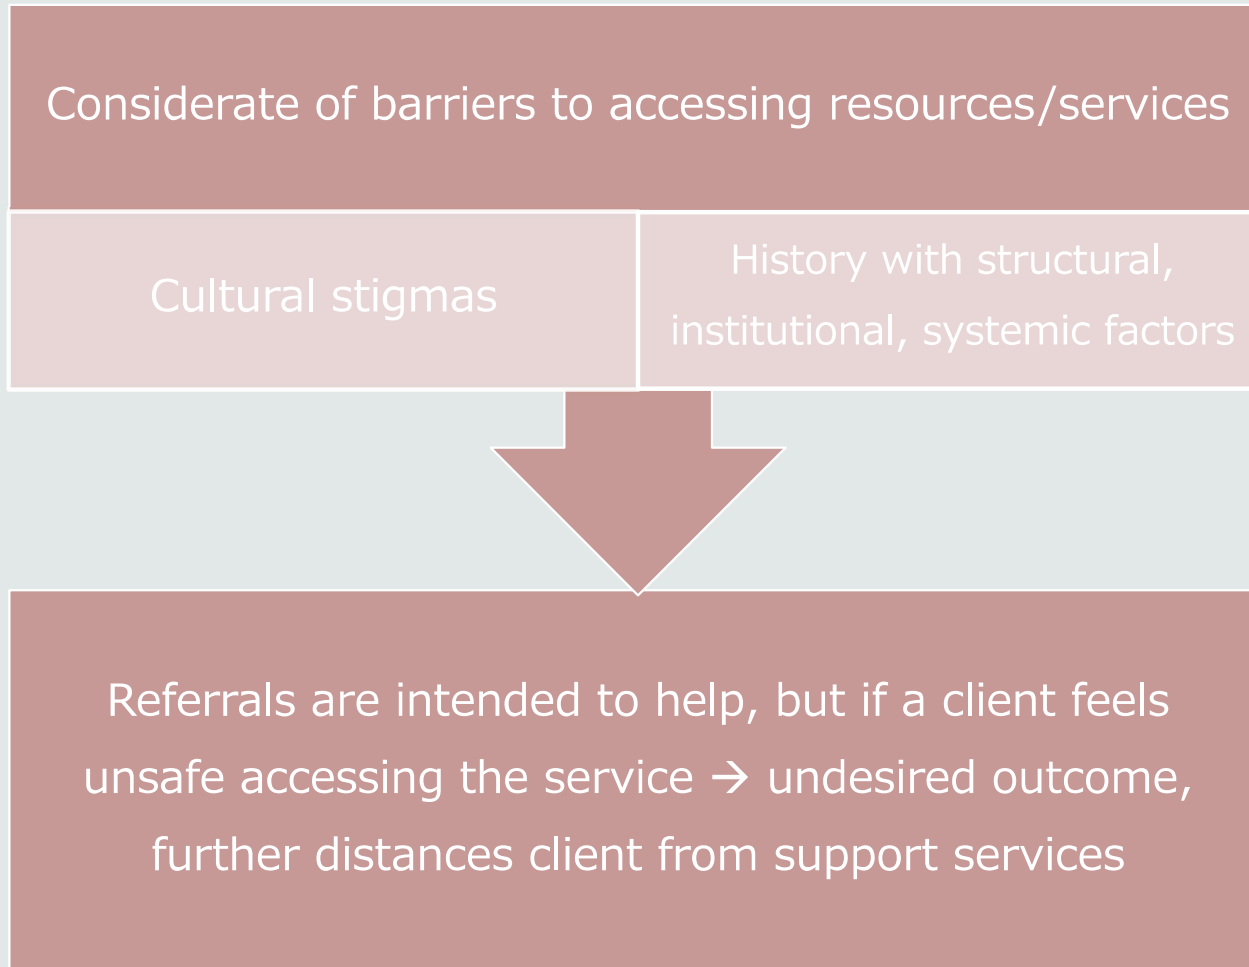 Considerate of barriers to accessing resources/services
Cultural stigmas
History with structural,
institutional, systemic factors
Referrals are intended to help, but if a client feels
unsafe accessing the service → undesired outcome,
further distances client from support services